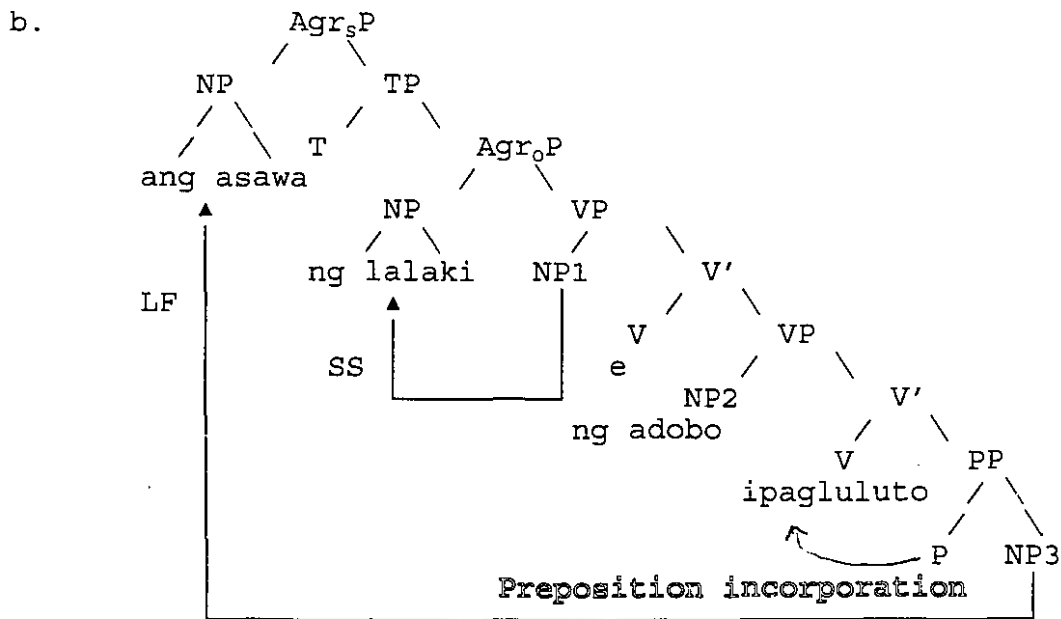 b.
AgrₛP
NP TP
T
ang asawa
AgrₒP
NP VP
ng lalaki NP1 V'
LF
V VP
SS
e
NP2 V'
ng adobo
V PP
ipagluluto
P NP3
Preposition incorporation